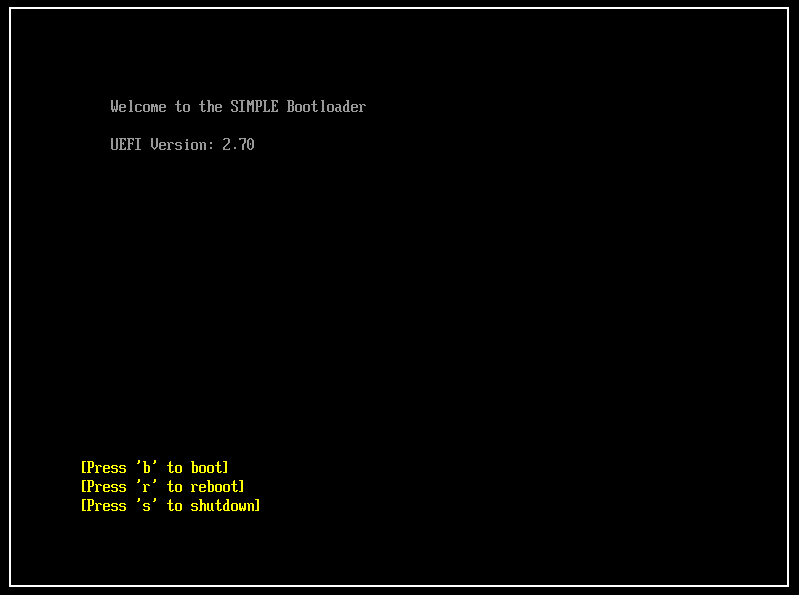 Welcome to the SIMPLE Bootloader
UEFI Version: 2.70
[Press 'b' to boot]
[Press 'r' to reboot]
[Press 's' to shutdown]